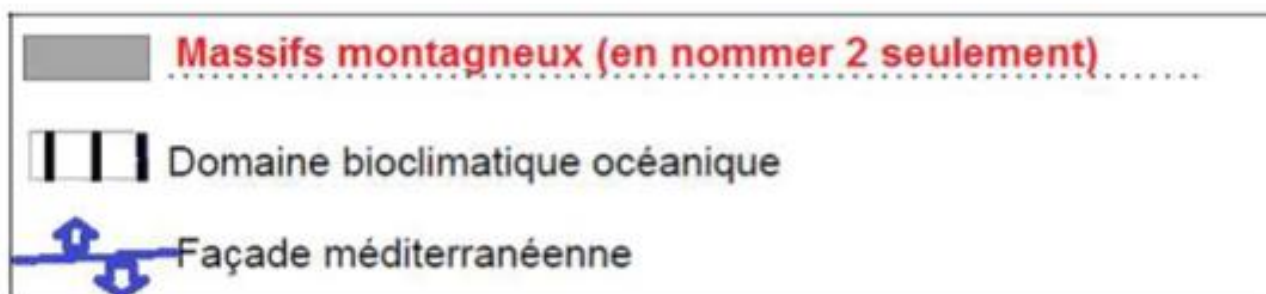 Massifs montagneux (en nommer 2 seulement)
Domaine bioclimatique océanique
Façade méditerranéenne